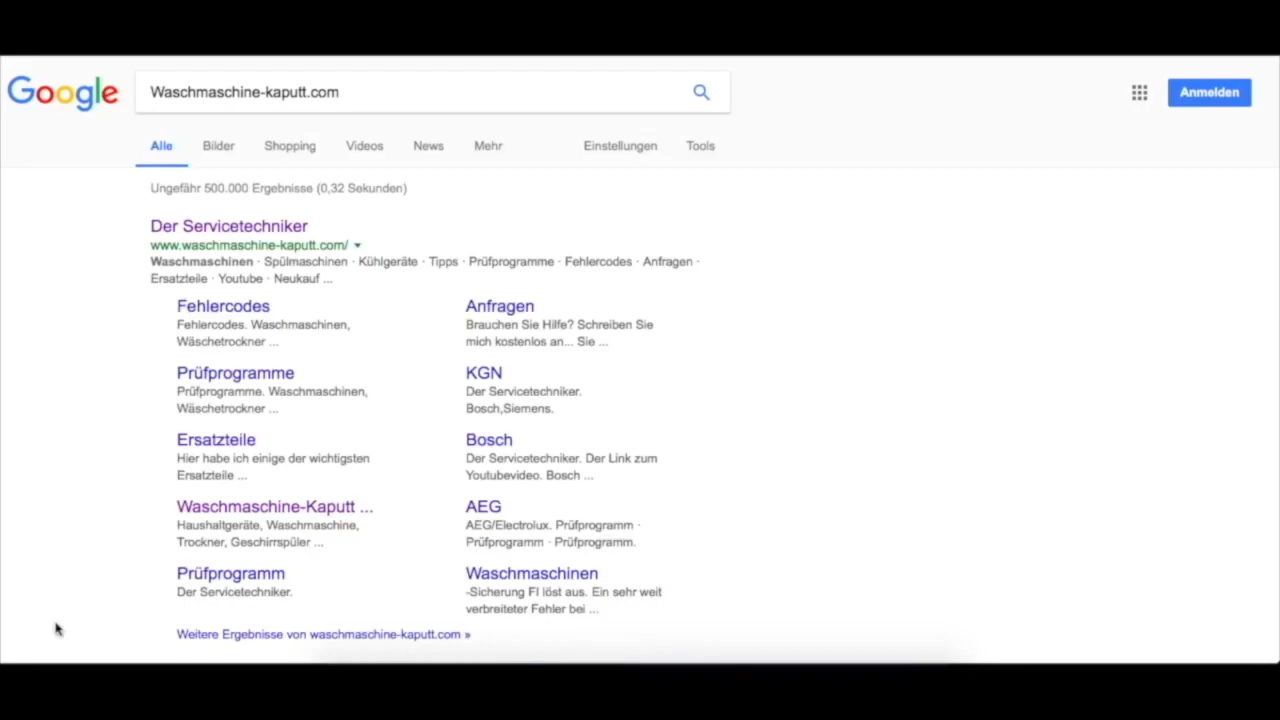 Google
Waschmaschine-kaputt.com
Anmelden
Alle Bilder Shopping Videos News Mehr Einstellungen Tools
Ungefähr 500.000 Ergebnisse (0,32 Sekunden)
Der Servicetechniker
www.waschmaschine-kaputt.com/
Waschmaschinen · Spülmaschinen · Kühlgeräte · Tipps · Prüfprogramme · Fehlercodes · Anfragen ·
Ersatzteile · Youtube · Neukauf ...
Fehlercodes
Fehlercodes. Waschmaschinen,
Wäschetrockner ...
Anfragen
Brauchen Sie Hilfe? Schreiben Sie
mich kostenlos an... Sie ...
Prüfprogramme
Prüfprogramme. Waschmaschinen,
Wäschetrockner ...
KGN
Der Servicetechniker.
Bosch,Siemens.
Ersatzteile
Hier habe ich einige der wichtigsten
Ersatzteile ...
Bosch
Der Servicetechniker. Der Link zum
Youtubevideo. Bosch ...
Waschmaschine-Kaputt ...
Haushaltgeräte, Waschmaschine,
Trockner, Geschirrspüler ...
AEG
AEG/Electrolux. Prüfprogramm ·
Prüfprogramm · Prüfprogramm.
Prüfprogramm
Der Servicetechniker.
Waschmaschinen
-Sicherung FI löst aus. Ein sehr weit
verbreiteter Fehler bei ...
Weitere Ergebnisse von waschmaschine-kaputt.com »